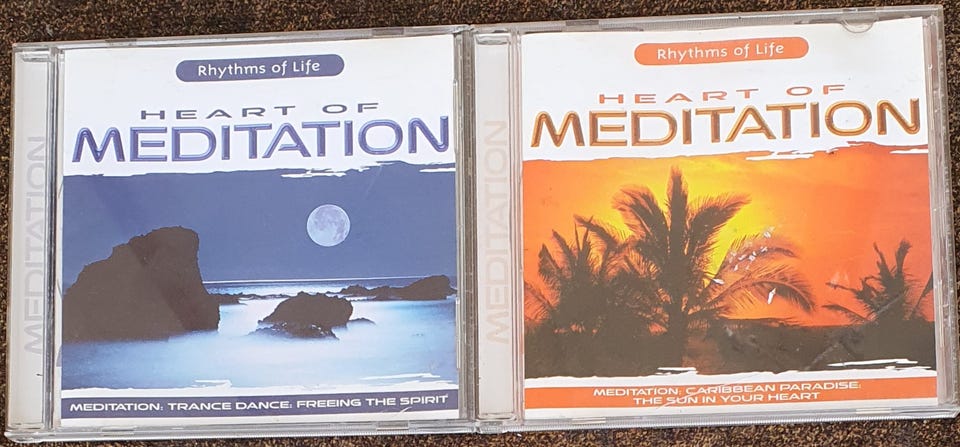 MEDITATION
Rhythms of Life
HEART OF
MEDITATION
MEDITATION: TRANCE DANCE: FREEING THE SPIRIT
MEDITATION
Rhythms of Life
HEART OF
MEDITATION
MEDITATION: CARIBBEAN PARADISE:
THE SUN IN YOUR HEART